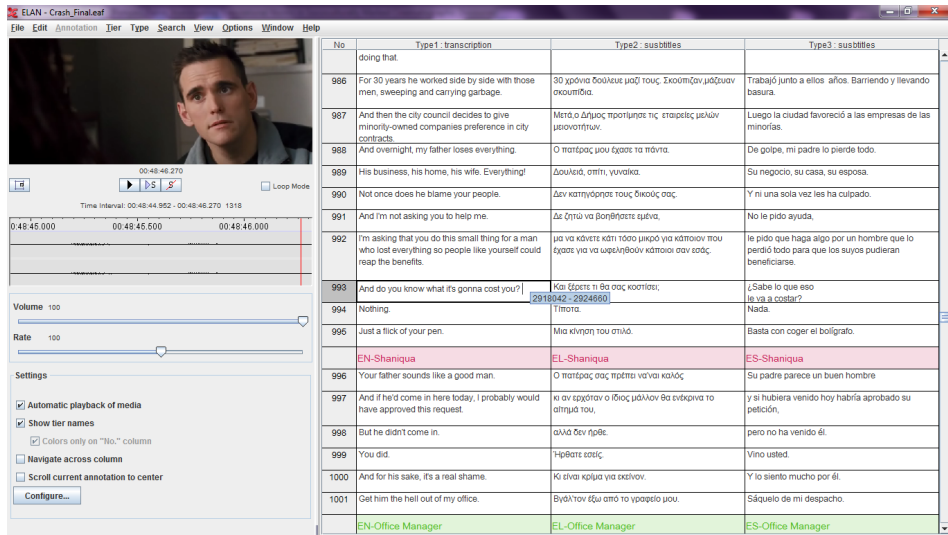 ELAN - Crash_Final.eaf
File Edit Annotation Tier Type Search View Options Window Help
00:48:46.270
Loop Mode
Time Interval: 00:48:44.952 - 00:48:46.270 1318
0:48:45.000 00:48:45.500 00:48:46.000
Volume 100
Rate 100
Settings
Automatic playback of media
Show tier names
Colors only on "No." column
Navigate across column
Scroll current annotation to center
Configure...
No Type1 : transcription Type2 : susbtitles Type3 : susbtitles
doing that.
986 For 30 years he worked side by side with those 30 χρόνια δούλευε μαζί τους. Σκούπιζαν,μάζευαν Trabajó junto a ellos años. Barriendo y llevando
men, sweeping and carrying garbage. σκουπίδια. basura.
987 And then the city council decides to give Μετά,ο Δήμος προτίμησε τις εταιρείες μελών Luego la ciudad favoreció a las empresas de las
minority-owned companies preference in city μειονοτήτων. minorías.
contracts.
988 And overnight, my father loses everything. Ο πατέρας μου έχασε τα πάντα. De golpe, mi padre lo pierde todo.
989 His business, his home, his wife. Everything! Δουλειά, σπίτι, γυναίκα. Su negocio, su casa, su esposa.
990 Not once does he blame your people. Δεν κατηγόρησε τους δικούς σας. Y ni una sola vez les ha culpado.
991 And I'm not asking you to help me. Δε ζητώ να βοηθήσετε εμένα, No le pido ayuda,
992 I'm asking that you do this small thing for a man μα να κάνετε κάτι τόσο μικρό για κάποιον που le pido que haga algo por un hombre que lo
who lost everything so people like yourself could έχασε για να ωφεληθούν κάποιοι σαν εσάς. perdió todo para que los suyos pudieran
reap the benefits. beneficiarse.
993 And do you know what it's gonna cost you? Και ξέρετε τι θα σας κοστίσει; ¿Sabe lo que eso
2918042 - 2924660 le va a costar?
994 Nothing. Τίποτα. Nada.
995 Just a flick of your pen. Μια κίνηση του στιλό. Basta con coger el bolígrafo.
EN-Shaniqua EL-Shaniqua ES-Shaniqua
996 Your father sounds like a good man. Ο πατέρας σας πρέπει να'ναι καλός Su padre parece un buen hombre
997 And if he'd come in here today, I probably would κι αν ερχόταν ο ίδιος μάλλον θα ενέκρινα το y si hubiera venido hoy habría aprobado su
have approved this request. αίτημά του, petición,
998 But he didn't come in. αλλά δεν ήρθε. pero no ha venido él.
999 You did. Ήρθατε εσείς. Vino usted.
1000 And for his sake, it's a real shame. Κι είναι κρίμα για εκείνον. Y lo siento mucho por él.
1001 Get him the hell out of my office. Βγάλ'τον έξω από το γραφείο μου. Sáquelo de mi despacho.
EN-Office Manager EL-Office Manager ES-Office Manager